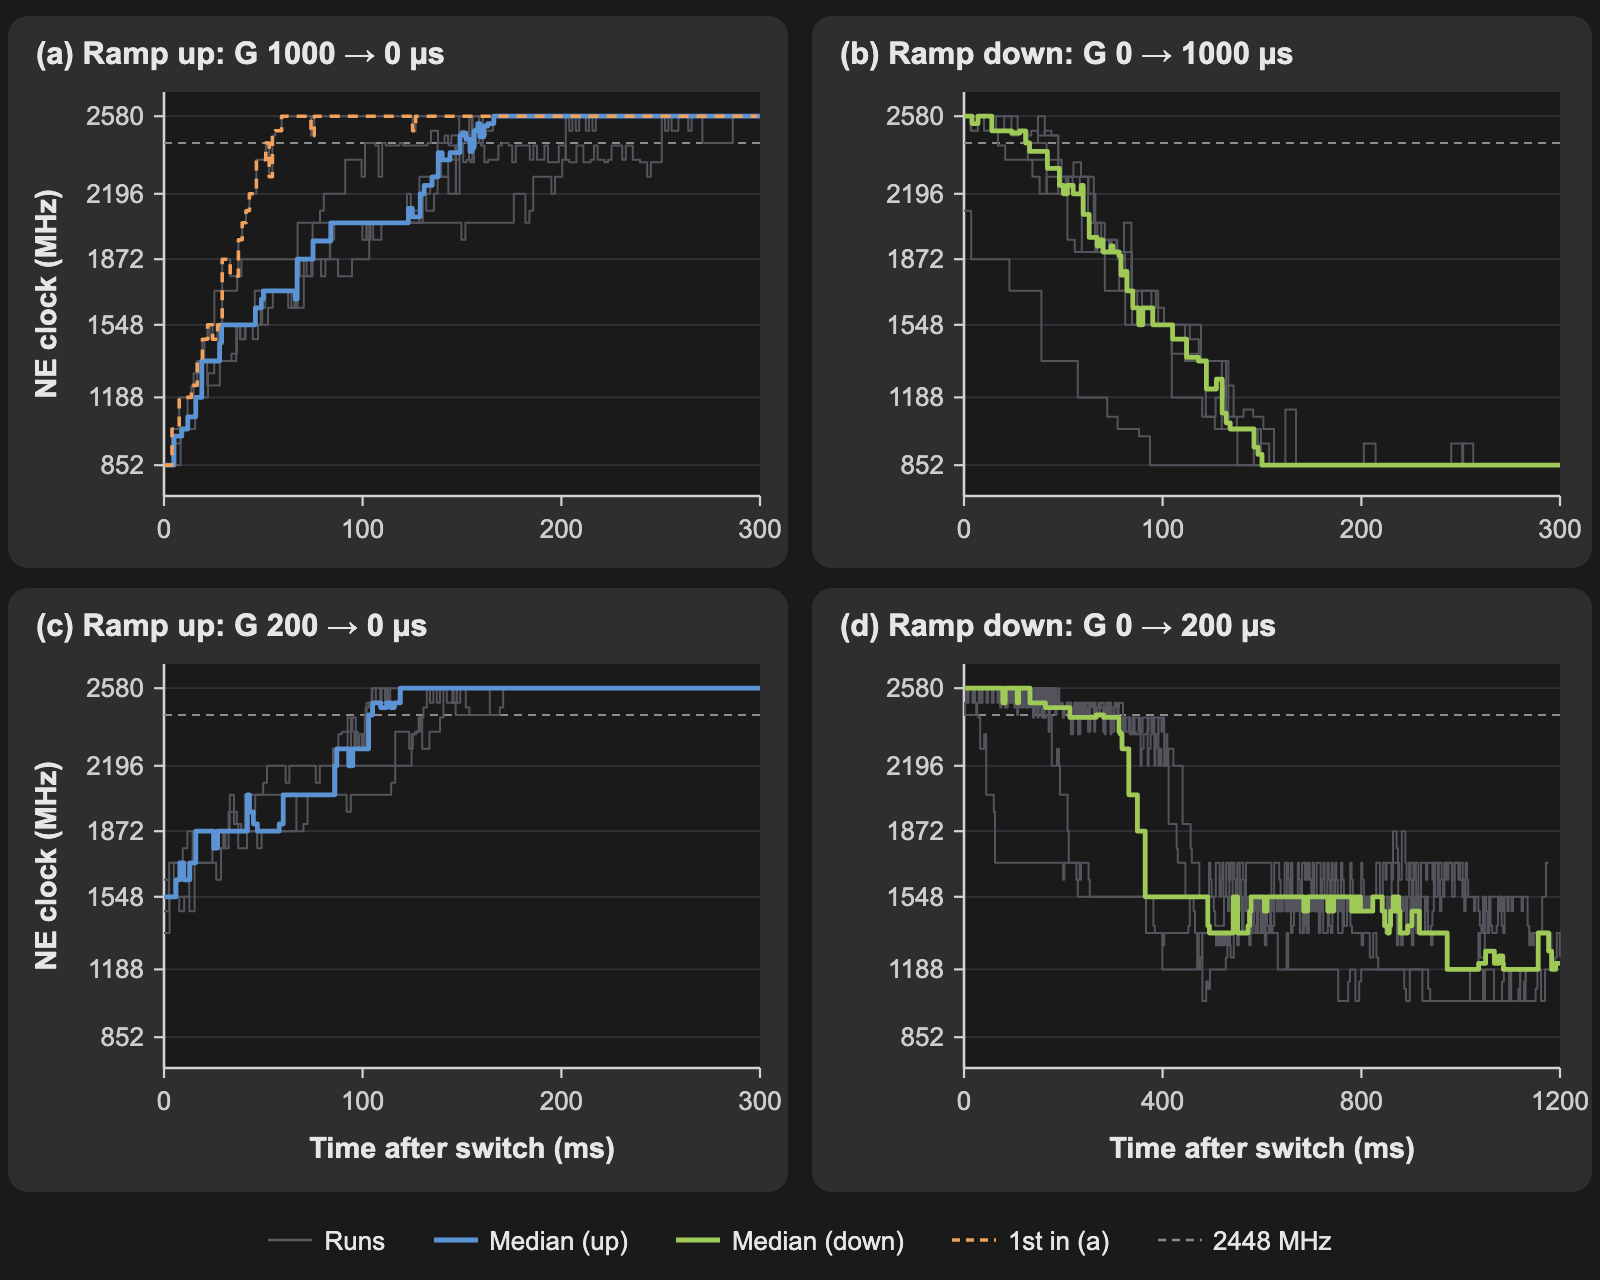 (a) Ramp up: G 1000 → 0 µs
2580
2196
1872
1548
1188
852
NE clock (MHz)
0 100 200 300
(b) Ramp down: G 0 → 1000 µs
2580
2196
1872
1548
1188
852
0 100 200 300
(c) Ramp up: G 200 → 0 µs
2580
2196
1872
1548
1188
852
NE clock (MHz)
0 100 200 300
Time after switch (ms)
(d) Ramp down: G 0 → 200 µs
2580
2196
1872
1548
1188
852
0 400 800 1200
Time after switch (ms)
Runs Median (up) Median (down) 1st in (a) 2448 MHz